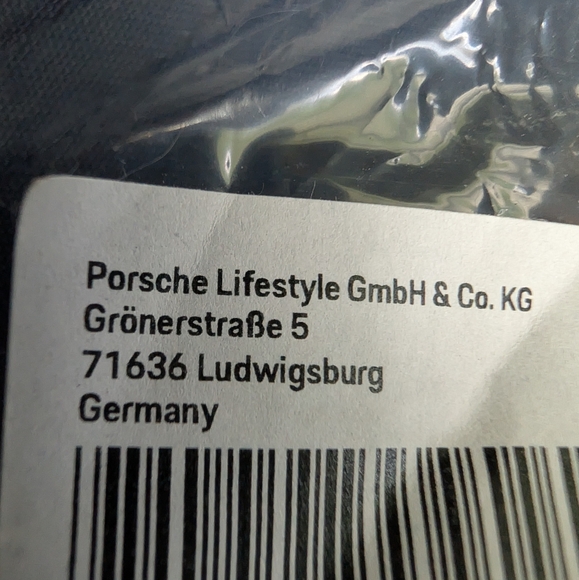 Porsche Lifestyle GmbH & Co. KG
Grönerstraße 5
71636 Ludwigsburg
Germany